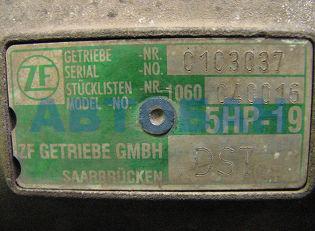 ZF
GETRIEBE -NR. 0103037
SERIAL -NO.
STÜCKLISTEN -NR. 1060 040016
MODEL -NO.
5HP-19
ZF GETRIEBE GMBH DST
SAARBRÜCKEN